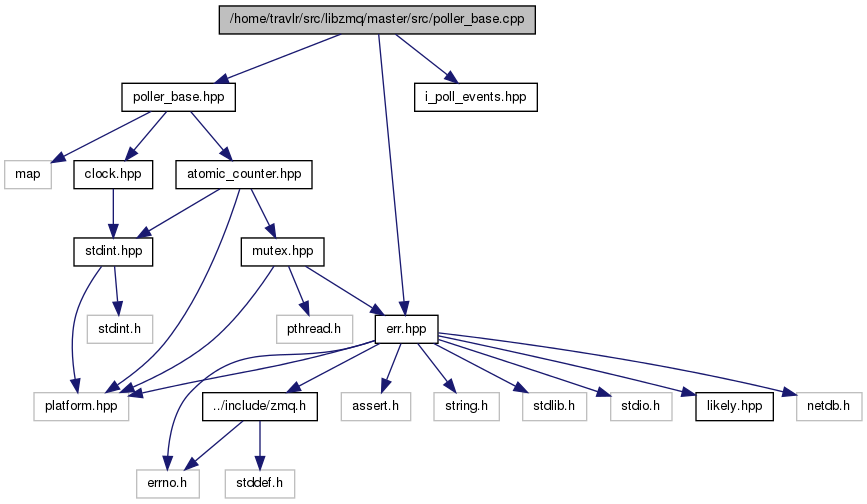 /home/travlr/src/libzmq/master/src/poller_base.cpp
poller_base.hpp
i_poll_events.hpp
map
clock.hpp
atomic_counter.hpp
stdint.hpp
mutex.hpp
stdint.h
pthread.h
err.hpp
platform.hpp
../include/zmq.h
assert.h
string.h
stdlib.h
stdio.h
likely.hpp
netdb.h
errno.h
stddef.h